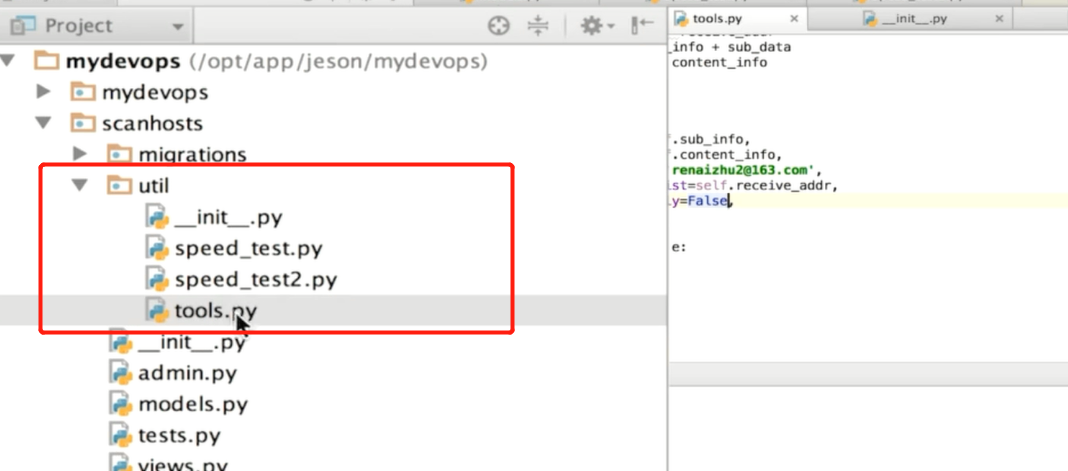 Project
tools.py
__init__.py
mydevops (/opt/app/jeson/mydevops)
mydevops
scanhosts
migrations
util
__init__.py
speed_test.py
speed_test2.py
tools.py
__init__.py
admin.py
models.py
tests.py
views.py
_info + sub_data
content_info
.sub_info,
.content_info,
renaizhu2@163.com',
st=self.receive_addr,
y=False,
e: